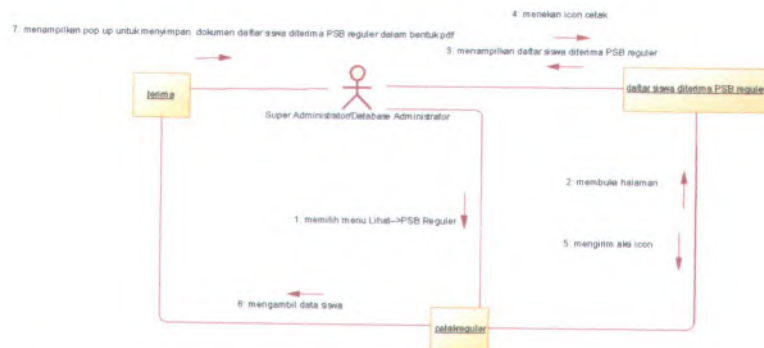 4: menekan icon cetak
7: menampilkan pop up untuk menyimpan dokumen daftar siswa diterima PSB reguler dalam bentuk pdf
3: menampilkan daftar siswa diterima PSB reguler
terima
daftar siswa diterima PSB reguler
Super Administrator/Database Administrator
2: membuka halaman
1: memilih menu Lihat-->PSB Reguler
5: mengirim aksi icon
6: mengambil data siswa
cetakreguler